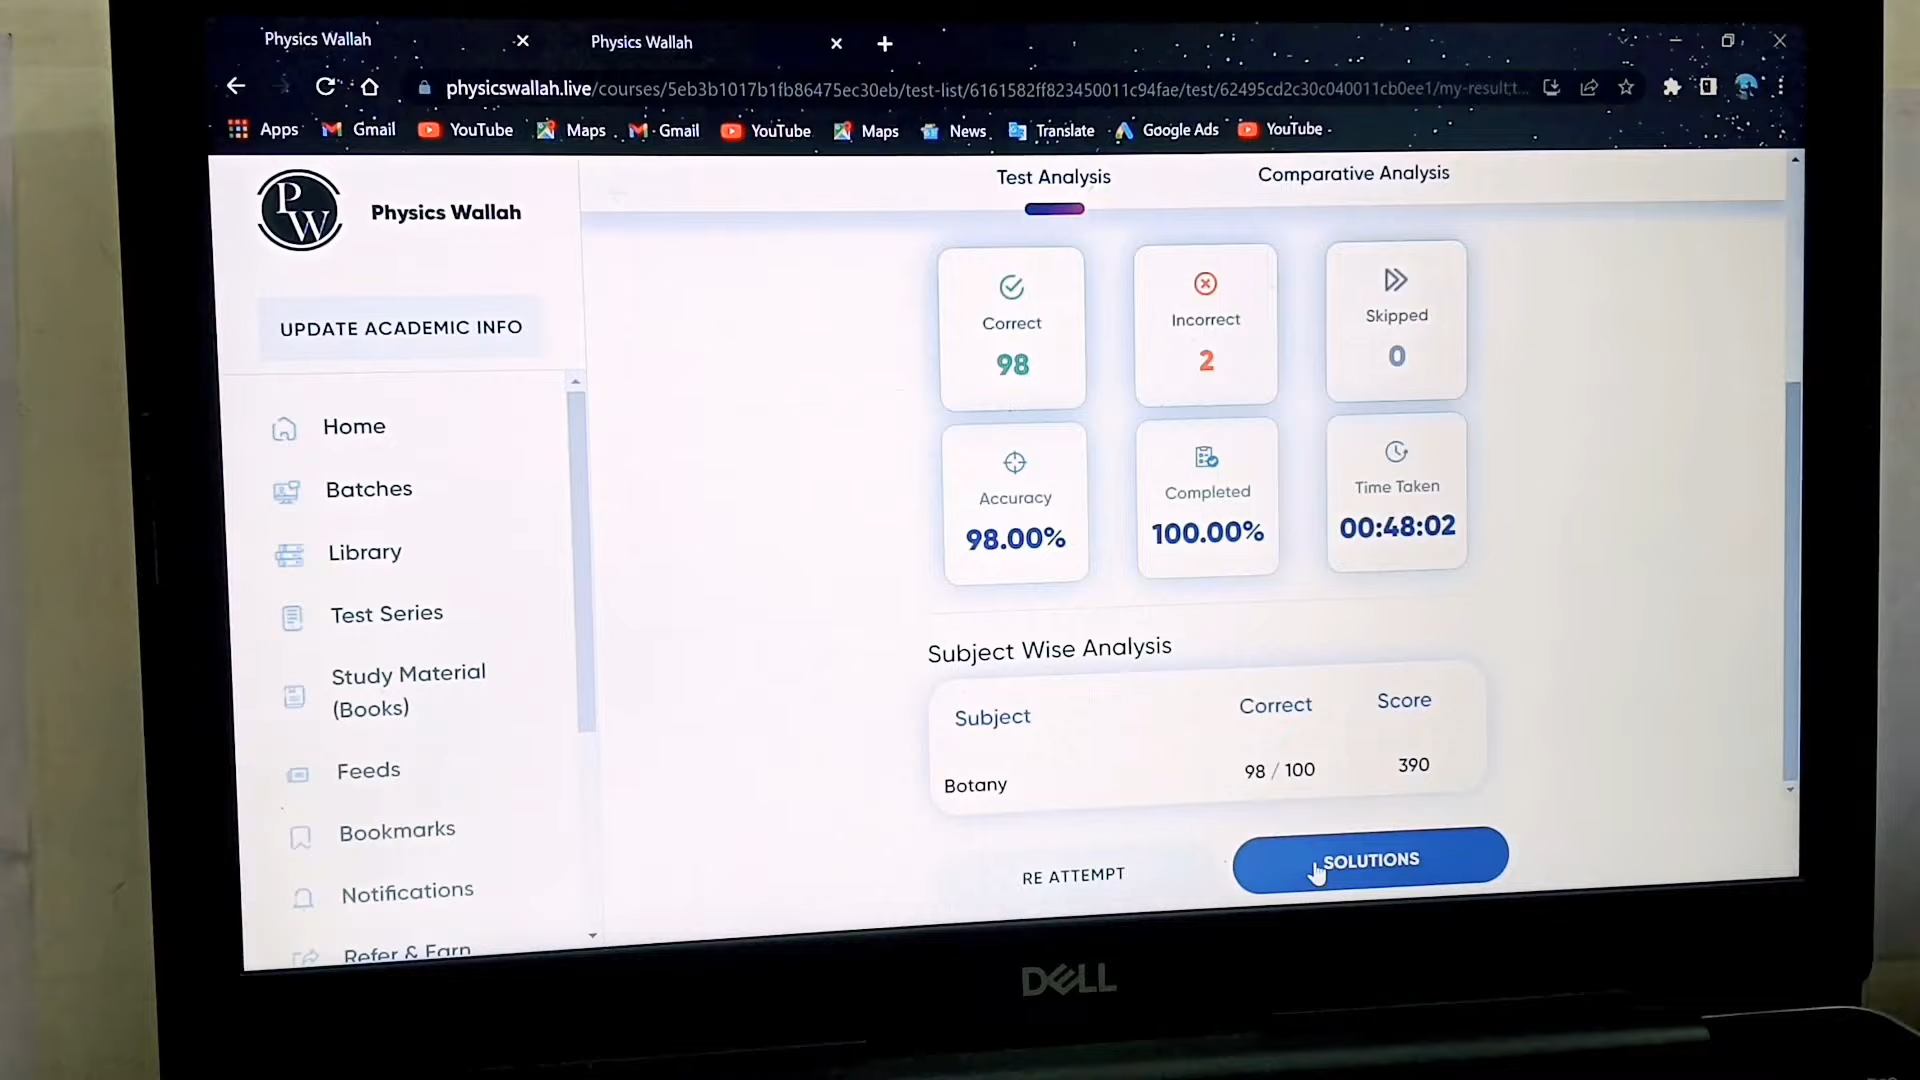 Physics Wallah
Physics Wallah
physicswallah.live/courses/5eb3b1017b1fb86475ec30eb/test-list/6161582ff823450011c94fae/test/62495cd2c30c040011cb0ee1/my-result;t...
Apps Gmail YouTube Maps Gmail YouTube Maps News Translate Google Ads YouTube
PW
Physics Wallah
UPDATE ACADEMIC INFO
Home
Batches
Library
Test Series
Study Material
(Books)
Feeds
Bookmarks
Notifications
Refer & Earn
Test Analysis Comparative Analysis
Correct
98
Incorrect
2
Skipped
0
Accuracy
98.00%
Completed
100.00%
Time Taken
00:48:02
Subject Wise Analysis
Subject Correct Score
Botany 98 / 100 390
RE ATTEMPT SOLUTIONS
DELL